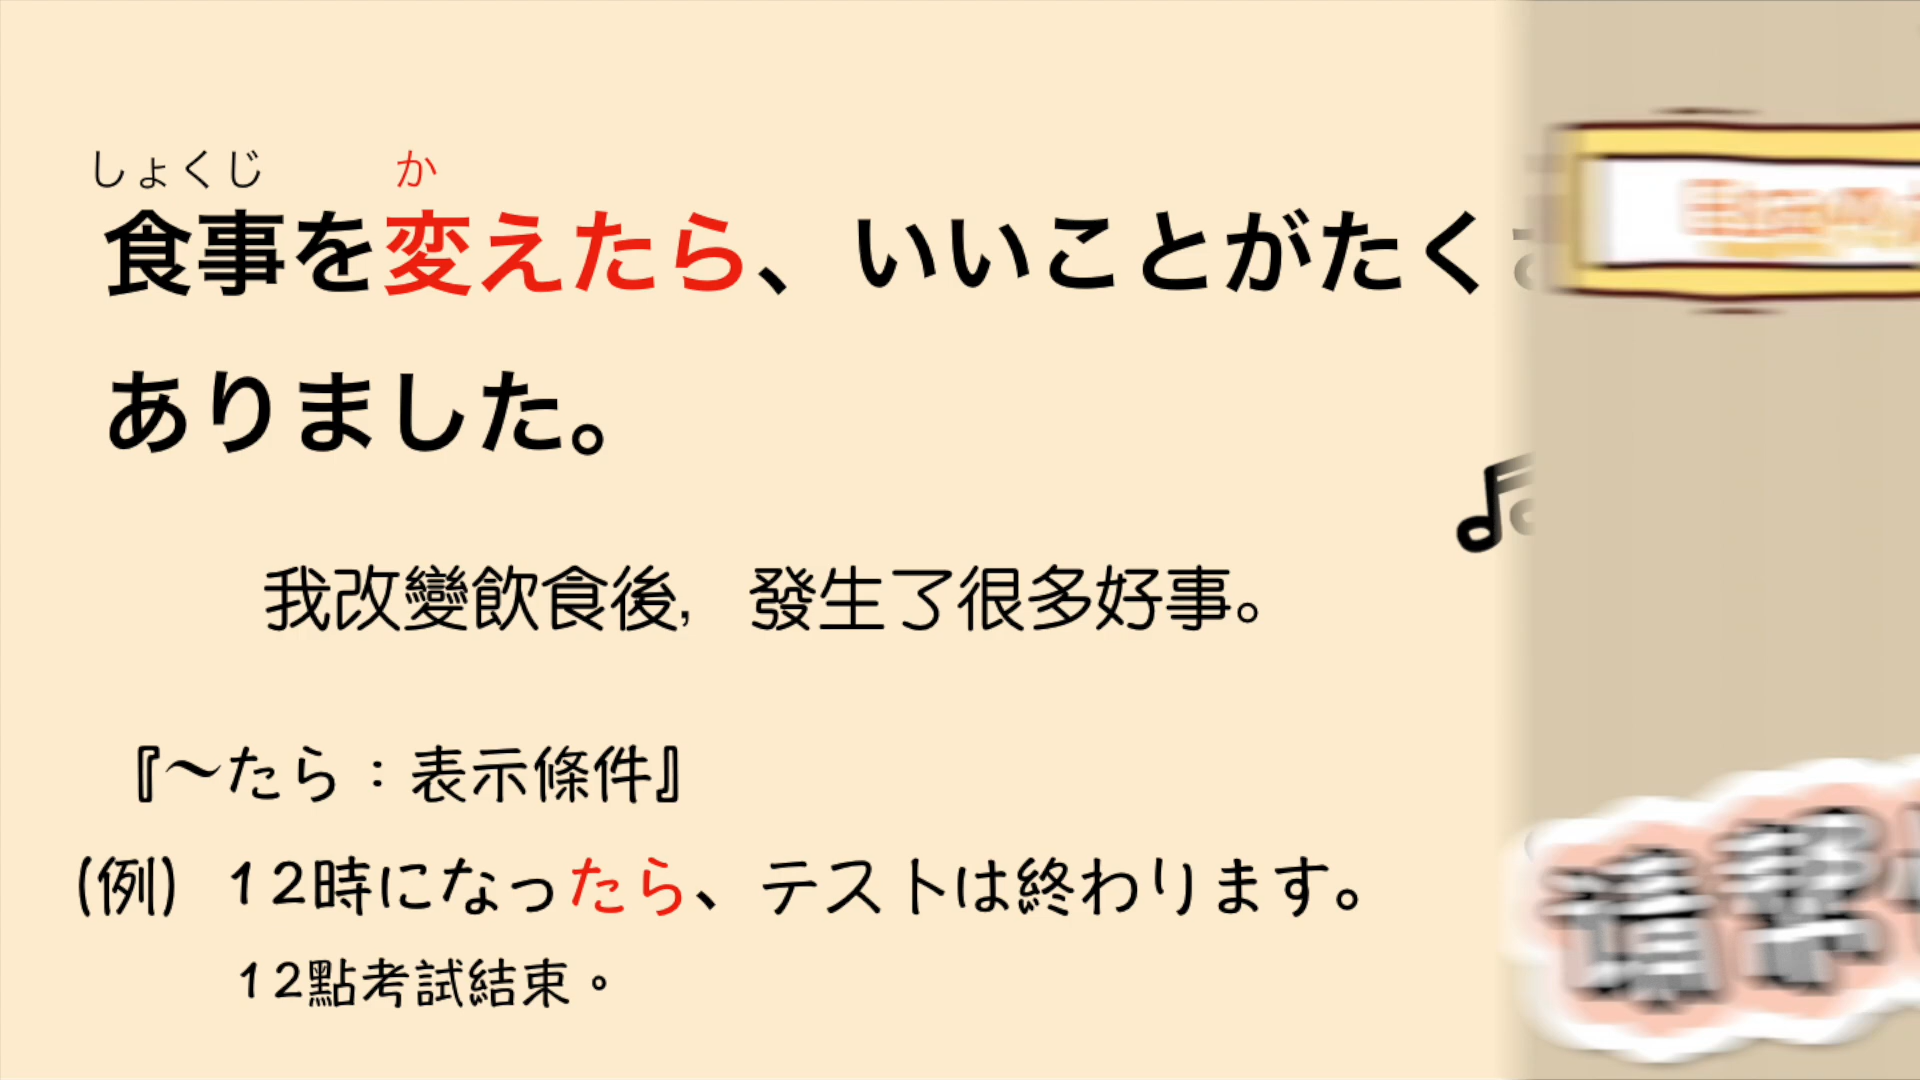 しょくじ か
食事を変えたら、いいことがたく
ありました。
我改變飲食後，發生了很多好事。
『～たら：表示條件』
(例) 12時になったら、テストは終わります。
12點考試結束。
請幫